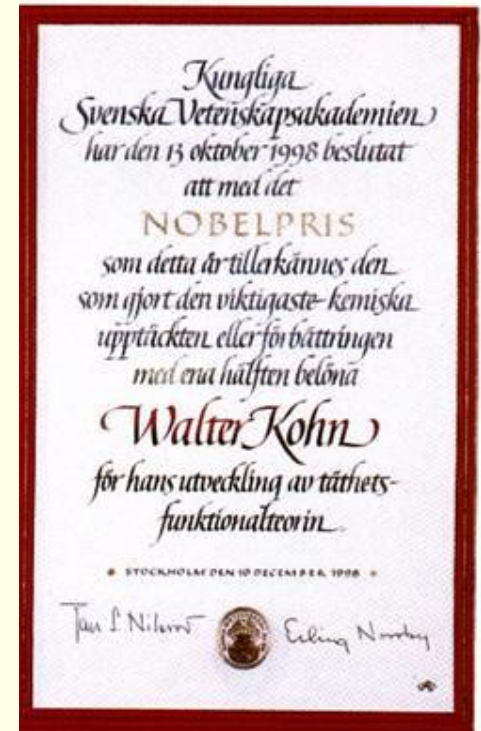 Kungliga
Svenska Vetenskapsakademien
har den 13 oktober 1998 beslutat
att med det
NOBELPRIS
som detta år tillerkännes den
som gjort den viktigaste kemiska
upptäckten eller förbättringen
med ena hälften belöna
Walter Kohn
för hans utveckling av täthets-
funktionalteorin
STOCKHOLM DEN 10 DECEMBER 1998
Erling Norrby